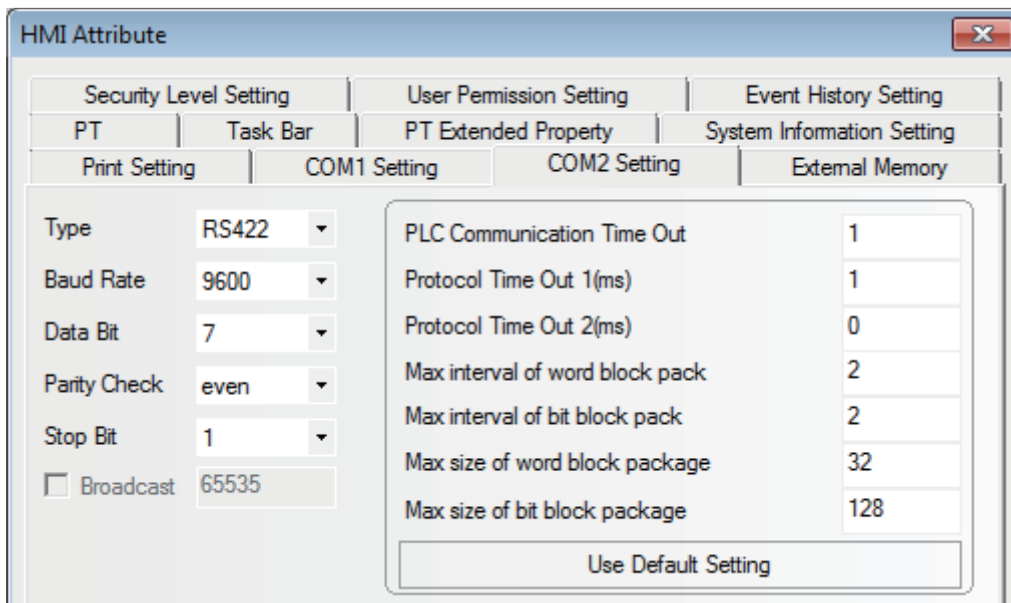 HMI Attribute
Security Level Setting
User Permission Setting
Event History Setting
PT
Task Bar
PT Extended Property
System Information Setting
Print Setting
COM1 Setting
COM2 Setting
External Memory
Type RS422
Baud Rate 9600
Data Bit 7
Parity Check even
Stop Bit 1
Broadcast 65535
PLC Communication Time Out 1
Protocol Time Out 1(ms) 1
Protocol Time Out 2(ms) 0
Max interval of word block pack 2
Max interval of bit block pack 2
Max size of word block package 32
Max size of bit block package 128
Use Default Setting